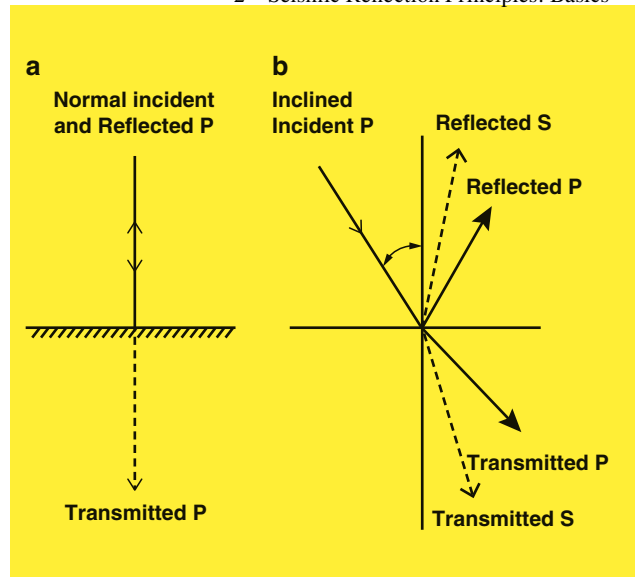 2 Seismic Reflection Principles: Basics
a
Normal incident
and Reflected P
Transmitted P
b
Inclined
Incident P
Reflected S
Reflected P
Transmitted P
Transmitted S